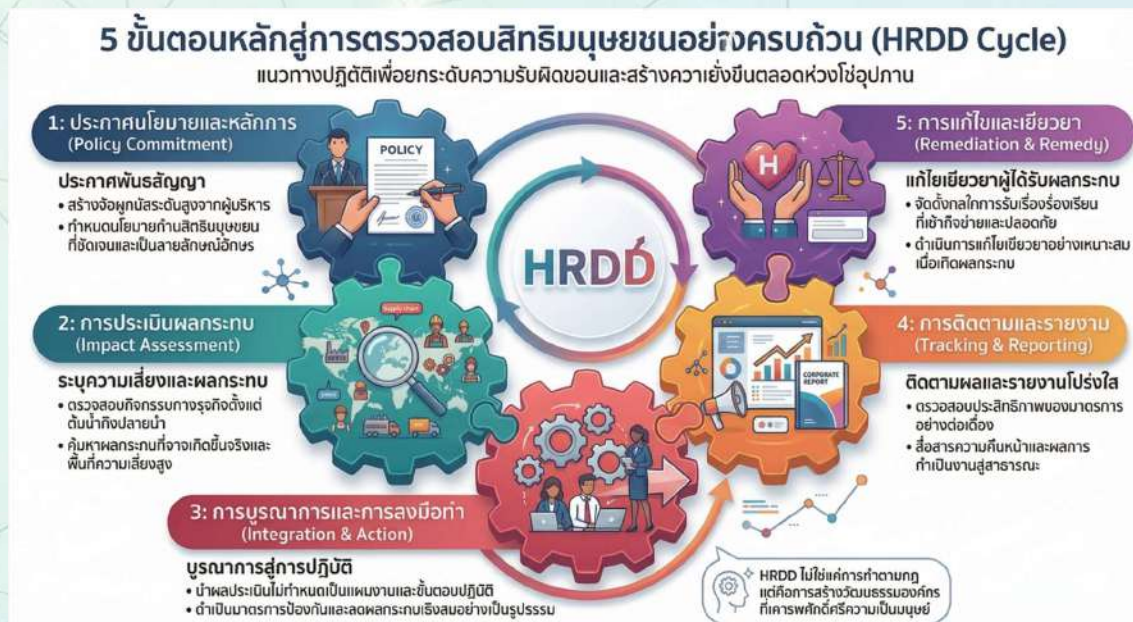 5 ขั้นตอนหลักสู่การตรวจสอบสิทธิมนุษยชนอย่างครบถ้วน (HRDD Cycle)
แนวทางปฏิตัติเพื่อยกระดับความรับผิดขอนและสร้างควาเยั่งขีนตลอดห่วงโช่อุปกาน
1: ประกาศนโยมายและหลักการ
(Policy Commitment)
ประกาศพันธสัญญา
• สร้างข้อผูกนัสระดันสูงจากผู้บริหาร
• กำหดนโยมายก้านสิทธินบุษขยน
ที่ชัดเจนและเป็นลายสักษณ์อักษร
POLICY
HRDD
5: การแก้ไขและเยียวยา
(Remediation & Remedy)
แก้ไยเยียวยาผู้ได้รับผลกระกบ
• จัดตั้งกลใกการรับเรื่องร่องเรียน
ที่เข้ากิ่จข่ายและปลอดกัย
• ดำเนินการแก้ไยเขียวยาอย่างเหนาะสม
เนื่อเกิดผลกระกบ
H
2: การประเมินผลกระทบ
(Impact Assessment)
ระบุความเสี่ยงและผลกระทบ
• ตรวจสอบกิจกรรมทางรุจกิจตั้งแต่
ต้นน้ำกิงปลายนำ
• คุ้มหาผลกระกนที่จาจเกิดขึ้นจริงและ
พื้นที่ความเสี่ยงสูง
Supply Chain
4: การติดตามและรายงาม
(Tracking & Reporting)
ติดตามผลและรายงานโปร่งใส
• ตรวอสอบประสิทธิกาพของมาตรการ
อย่างต่อเดื่อง
• สื่อสารความคืนหน้าและผลการ
กำเปินงานสู่สาธารณะ
CORPORATE
REPORT
3: การบูรณาการและการลงมือทำ
(Integration & Action)
บูรณาการสู่การปฎิบัติ
• นำผลประเมินไม่กำหนดเป็นแผมงานและขั้นตอบปฏิบัติ
• ดำเป็นมาตรการป้องกันและลดผลกระกบเธิงสมอย่างเป็นรูปรรรม
HRDD ไม่ใช่แค่การทำตามกฎ
แต่คือการสร้างวัฒนธรรมองค์กร
ที่เคารพศักดิ์ศรีความเป็นมนุษย์